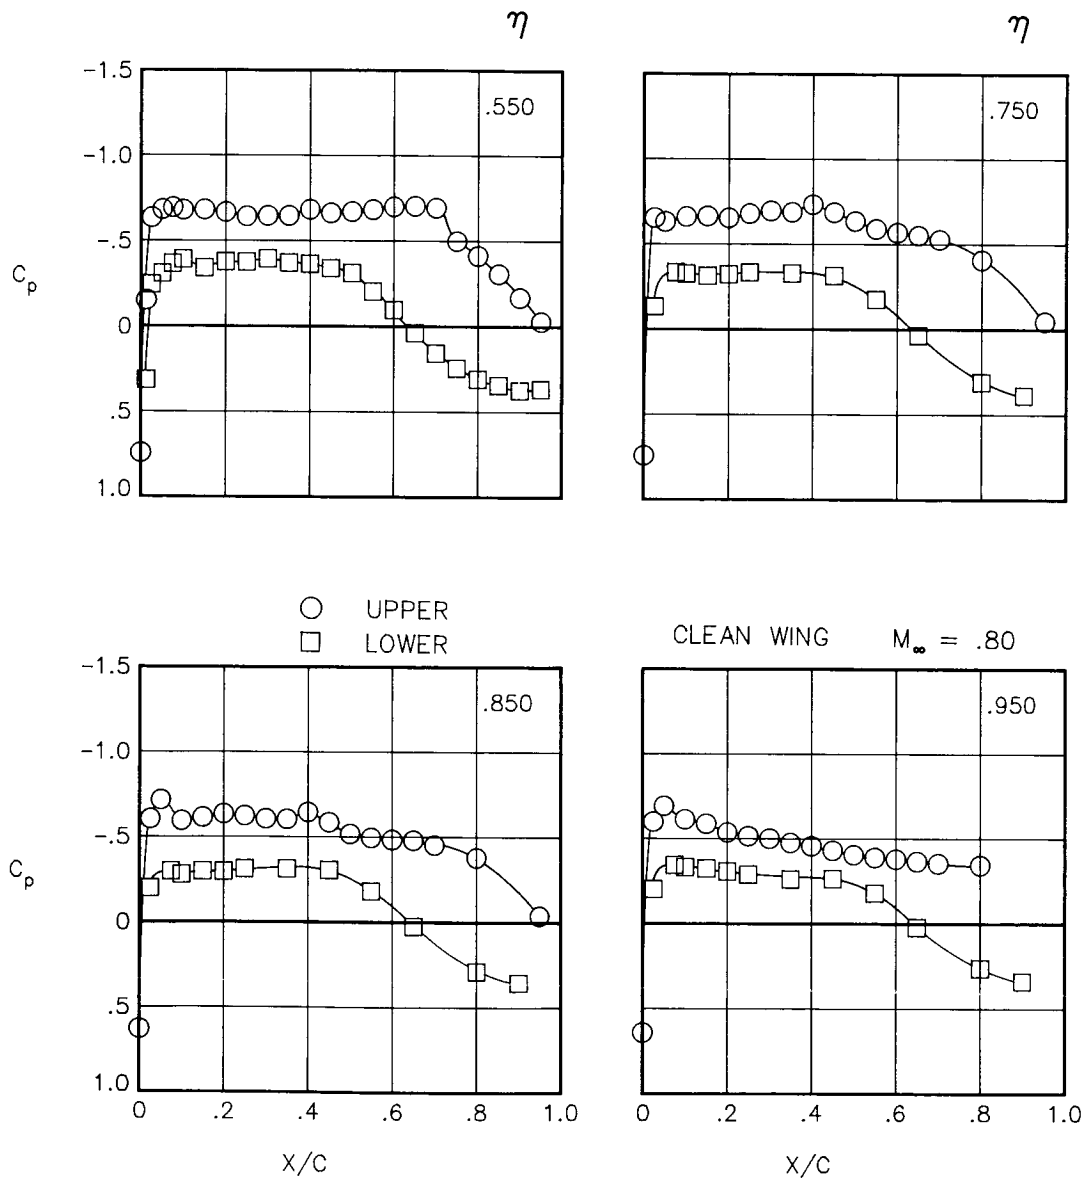 η η
-1.5
.550 .750
-1.0
-.5
Cp
0
.5
1.0
○ UPPER
□ LOWER CLEAN WING M∞ = .80
-1.5
.850 .950
-1.0
-.5
Cp
0
.5
1.0
0 .2 .4 .6 .8 1.0 0 .2 .4 .6 .8 1.0
X/C X/C